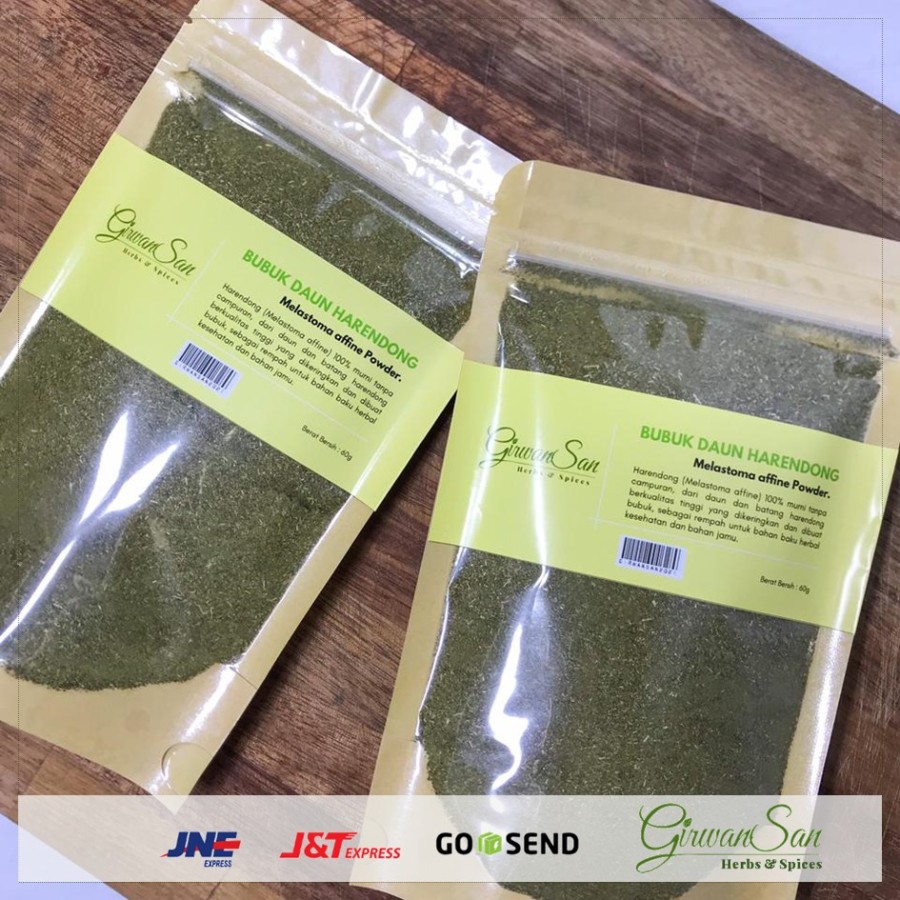 GirwanSan
Herbs & Spices
BUBUK DAUN HARENDONG
Melastoma affine Powder.
Harendong (Melastoma affine) 100% murni tanpa
campuran, dari daun dan batang harendong
berkualitas tinggi yang dikeringkan dan dibuat
bubuk, sebagai rempah untuk bahan baku herbal
kesehatan dan bahan jamu.
Berat Bersih : 60g
GirwanSan
Herbs & Spices
BUBUK DAUN HARENDONG
Melastoma affine Powder.
Harendong (Melastoma affine) 100% murni tanpa
campuran, dari daun dan batang harendong
berkualitas tinggi yang dikeringkan dan dibuat
bubuk, sebagai rempah untuk bahan baku herbal
kesehatan dan bahan jamu.
Berat Bersih : 60g
JNE
EXPRESS
J&T EXPRESS
GO SEND
GirwanSan
Herbs & Spices